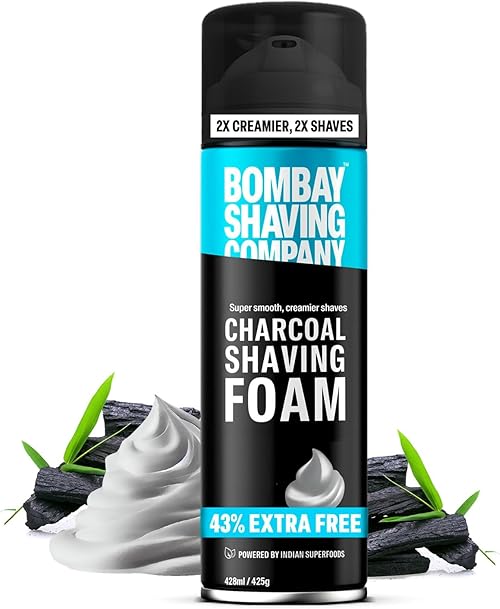 2X CREAMIER, 2X SHAVES
BOMBAY™
SHAVING
COMPANY
Super smooth, creamier shaves
CHARCOAL
SHAVING
FOAM
43% EXTRA FREE
POWERED BY INDIAN SUPERFOODS
428ml / 425g